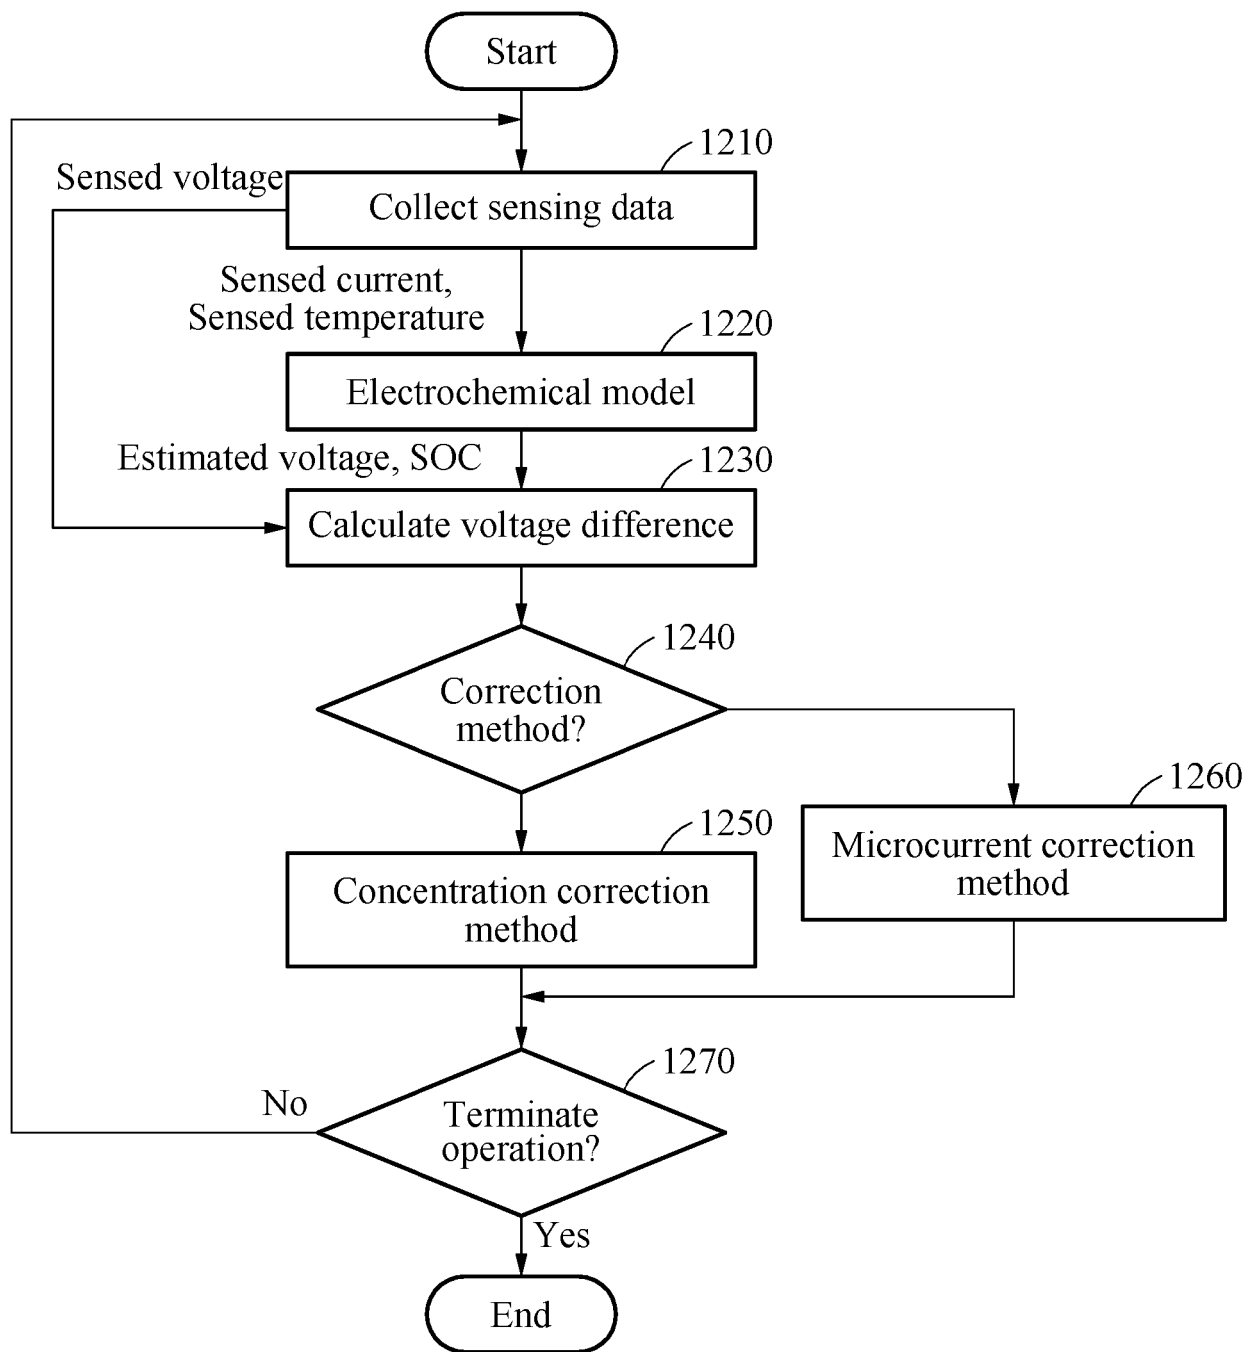 Start
1210
Sensed voltage
Collect sensing data
Sensed current,
Sensed temperature
1220
Electrochemical model
Estimated voltage, SOC
1230
Calculate voltage difference
1240
Correction
method?
1260
1250
Microcurrent correction
method
Concentration correction
method
1270
No
Terminate
operation?
Yes
End